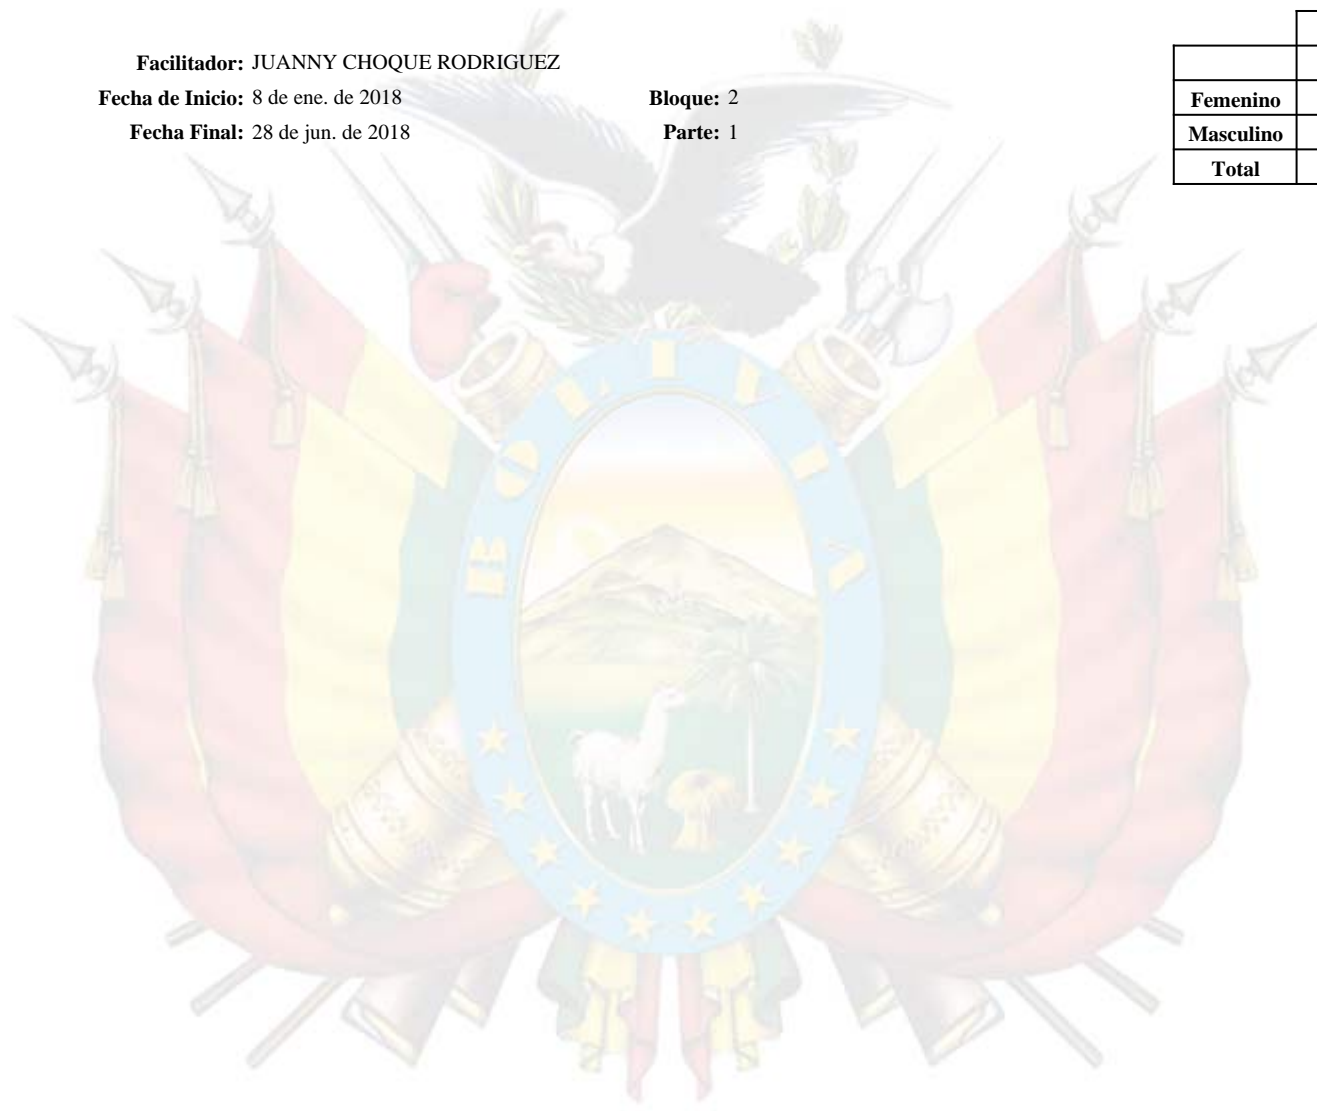 Facilitador: JUANNY CHOQUE RODRIGUEZ
Fecha de Inicio: 8 de ene. de 2018 Bloque: 2
Fecha Final: 28 de jun. de 2018 Parte: 1
Femenino
Masculino
Total
BOLIVIA